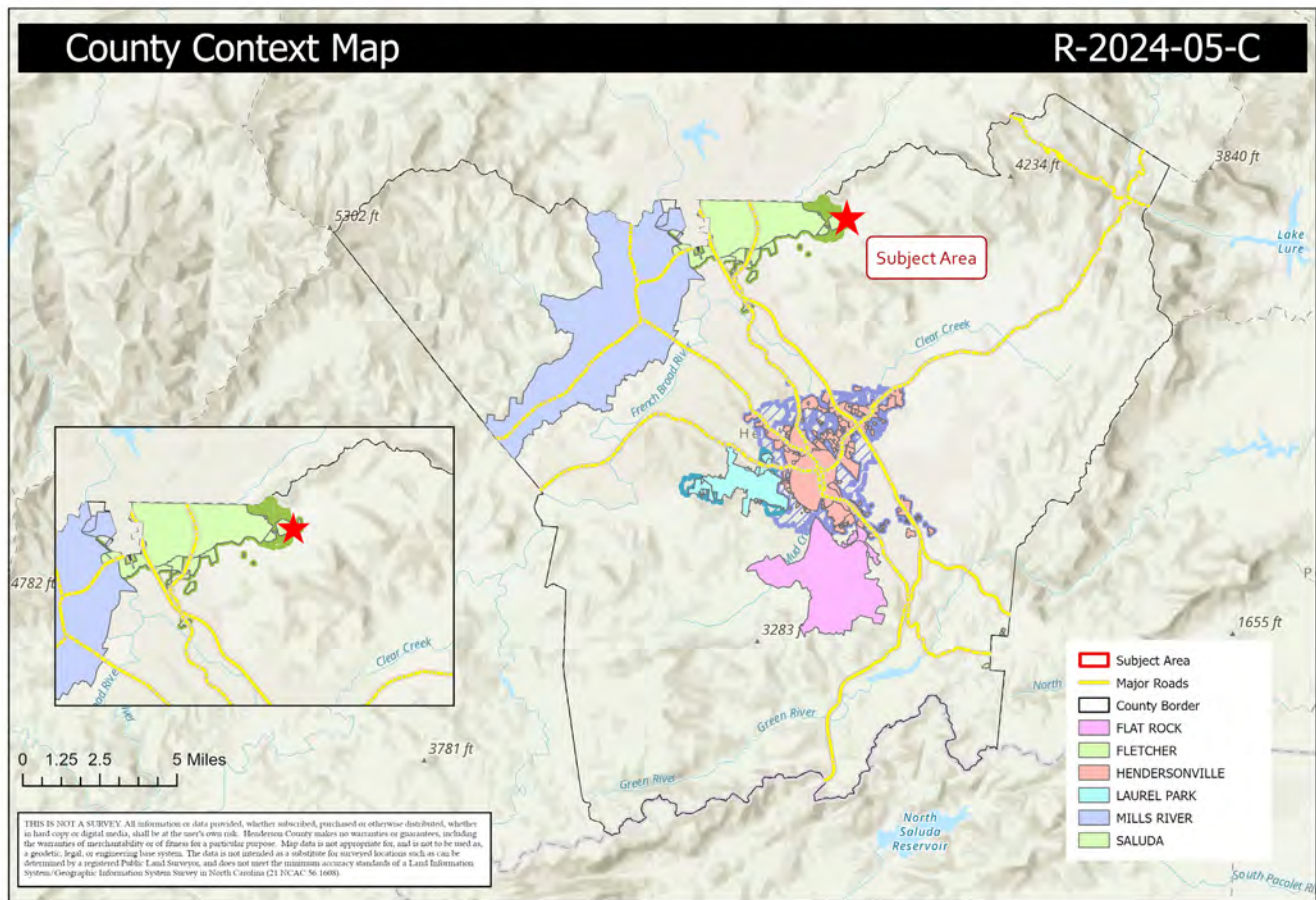 County Context Map
R-2024-05-C
4234 ft
3840 ft
5302 ft
Lake
Lure
Subject Area
Clear Creek
French Broad River
He
Mud C
4782 ft
Clear Creek
3283 f
1655 ft
Subject Area
Major Roads
County Border
FLAT ROCK
FLETCHER
HENDERSONVILLE
LAUREL PARK
MILLS RIVER
SALUDA
North
Green River
Green River
3781 ft
0 1.25 2.5 5 Miles
North
Saluda
Reservoir
South Pacolet Ri
THIS IS NOT A SURVEY. All information or data provided, whether subscribed, purchased or otherwise distributed, whether
in hard copy or digital media, shall be at the user's own risk. Henderson County makes no warranties or guarantees, including
the warranties of merchantability or of fitness for a particular purpose. Map data is not appropriate for, and is not to be used as,
a geodetic, legal, or engineering base system. The data is not intended as a substitute for surveyed locations such as can be
determined by a registered Public Land Surveyor, and does not meet the minimum accuracy standards of a Land Information
System/Geographic Information System Survey in North Carolina (21 NCAC 56.1608).